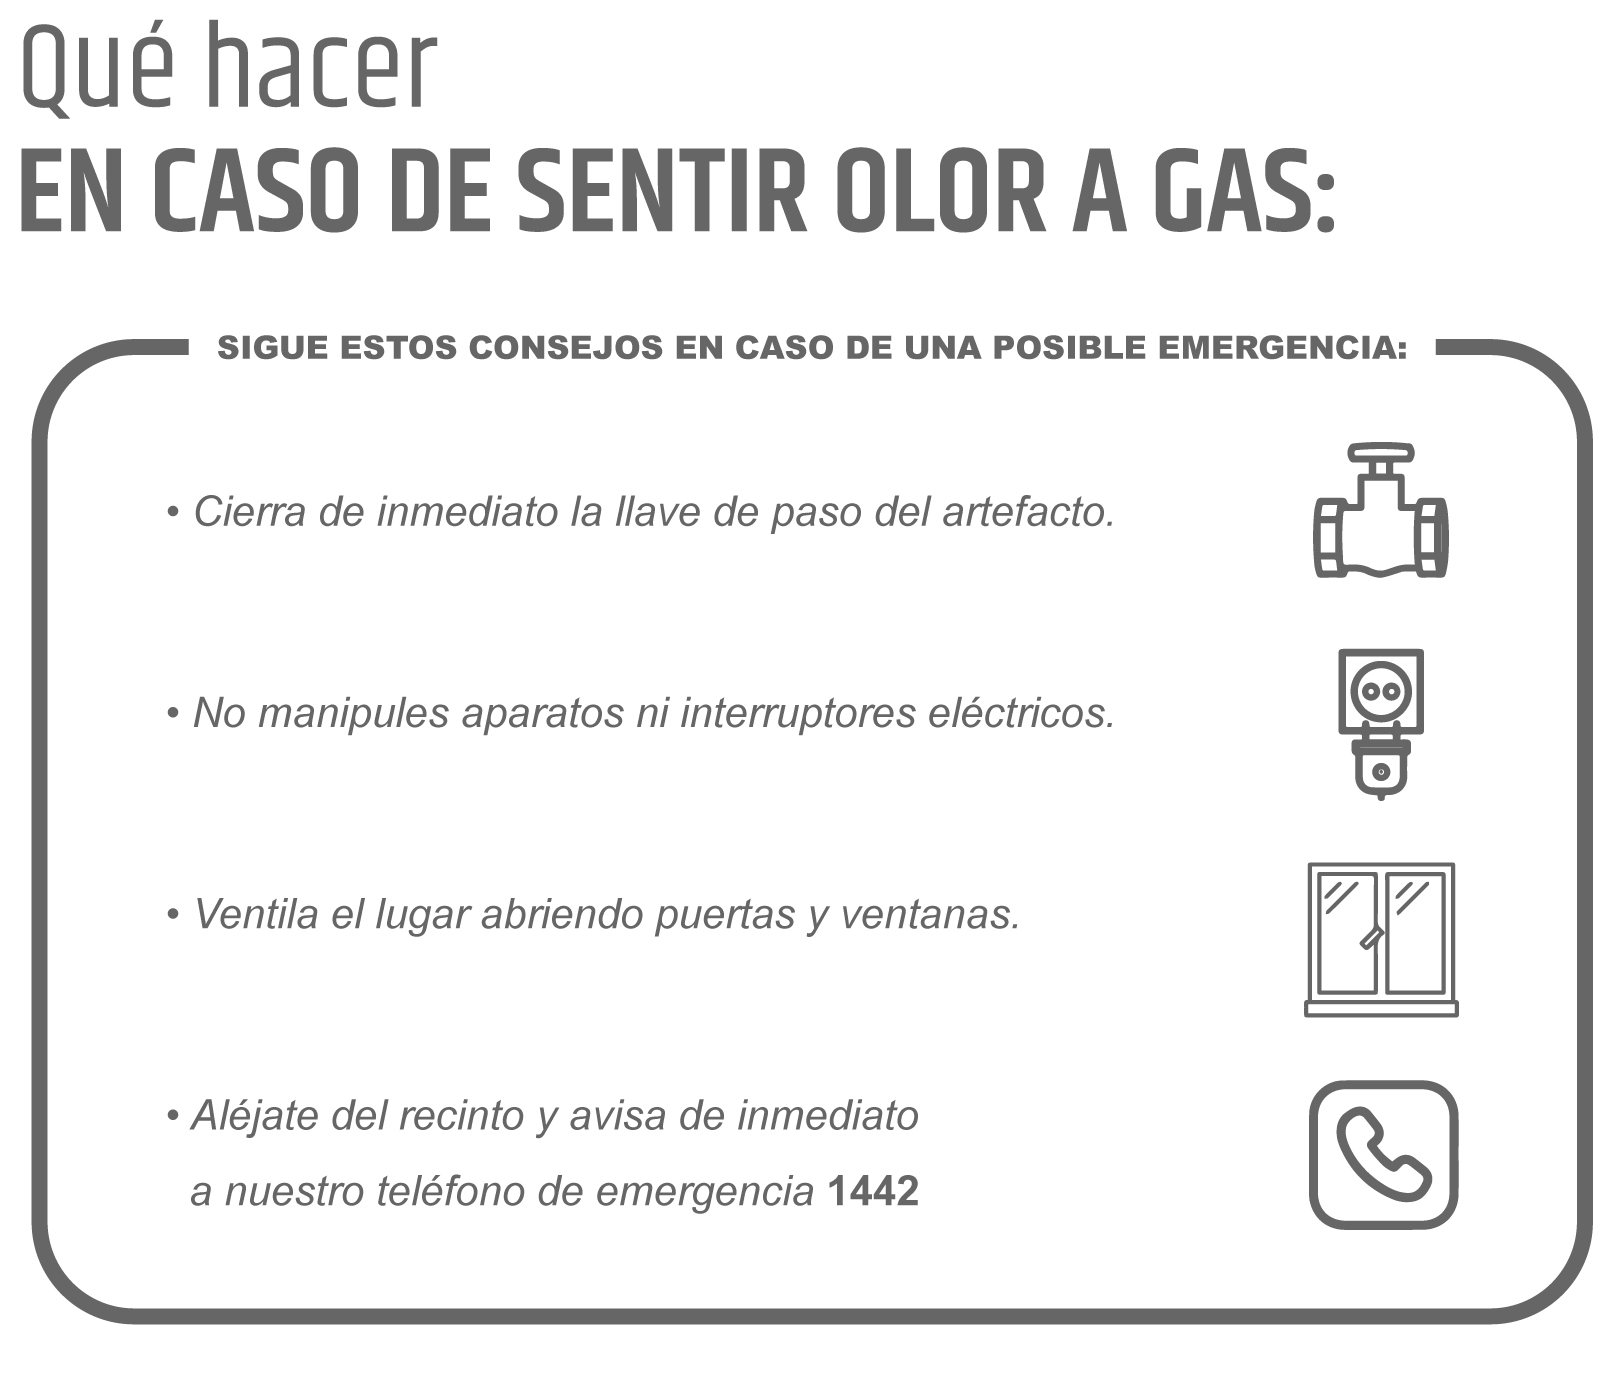 Qué hacer
EN CASO DE SENTIR OLOR A GAS:
SIGUE ESTOS CONSEJOS EN CASO DE UNA POSIBLE EMERGENCIA:
• Cierra de inmediato la llave de paso del artefacto.
• No manipules aparatos ni interruptores eléctricos.
• Ventila el lugar abriendo puertas y ventanas.
• Aléjate del recinto y avisa de inmediato
a nuestro teléfono de emergencia 1442